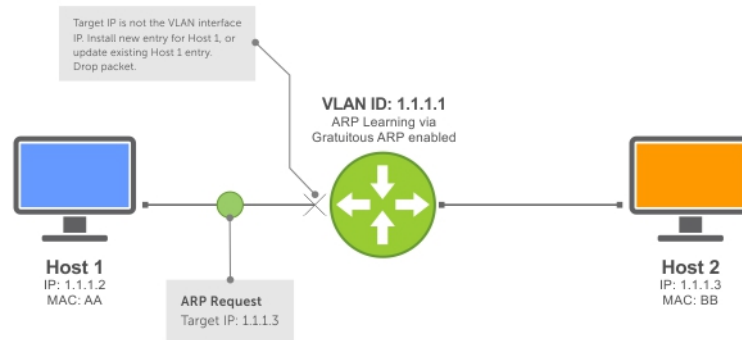 Target IP is not the VLAN interface
IP. Install new entry for Host 1, or
update existing Host 1 entry.
Drop packet.
VLAN ID: 1.1.1.1
ARP Learning via
Gratuitous ARP enabled
Host 1
IP: 1.1.1.2
MAC: AA
Host 2
IP: 1.1.1.3
MAC: BB
ARP Request
Target IP: 1.1.1.3